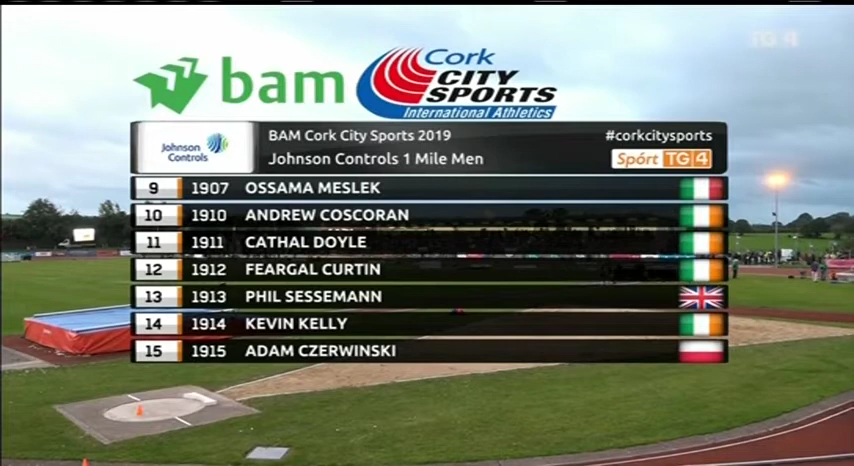 TG 4
bam
Cork
CITY
SPORTS
International Athletics
Johnson
Controls
BAM Cork City Sports 2019
#corkcitysports
Johnson Controls 1 Mile Men
Spórt TG4
9 1907 OSSAMA MESLEK
10 1910 ANDREW COSCORAN
11 1911 CATHAL DOYLE
12 1912 FEARGAL CURTIN
13 1913 PHIL SESSEMANN
14 1914 KEVIN KELLY
15 1915 ADAM CZERWINSKI